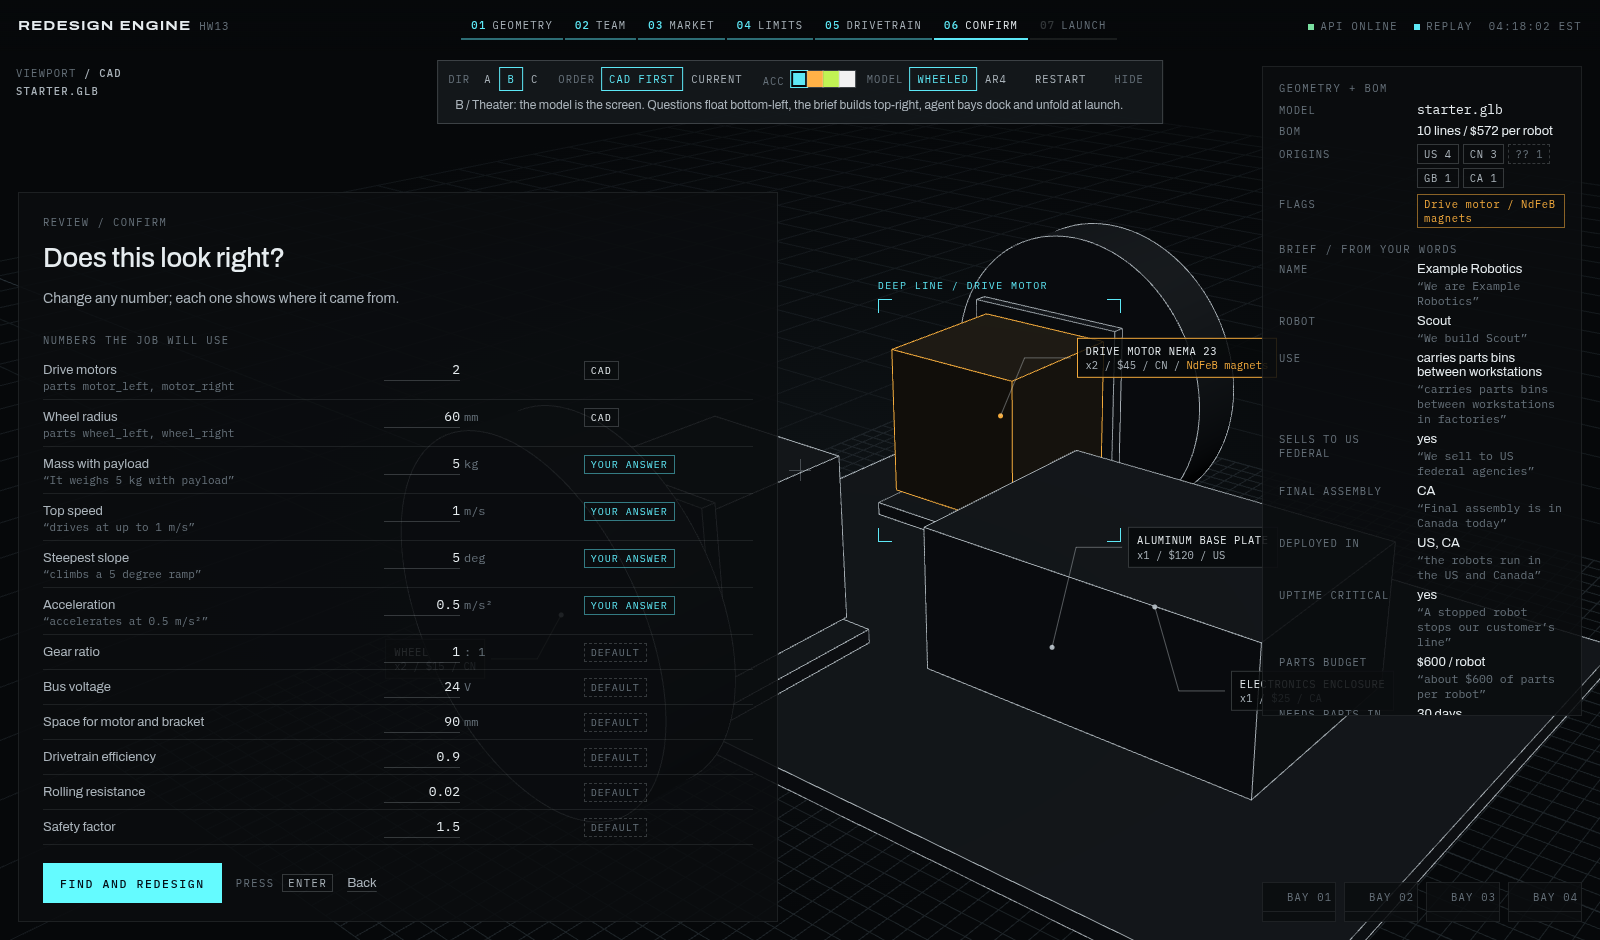 REDESIGN ENGINE HW13
01 GEOMETRY 02 TEAM 03 MARKET 04 LIMITS 05 DRIVETRAIN 06 CONFIRM 07 LAUNCH
API ONLINE REPLAY 04:18:02 EST
VIEWPORT / CAD
STARTER.GLB
DIR A B C ORDER CAD FIRST CURRENT ACC MODEL WHEELED AR4 RESTART HIDE
B / Theater: the model is the screen. Questions float bottom-left, the brief builds top-right, agent bays dock and unfold at launch.
REVIEW / CONFIRM
Does this look right?
Change any number; each one shows where it came from.
NUMBERS THE JOB WILL USE
Drive motors 2 CAD
parts motor_left, motor_right
Wheel radius 60 mm CAD
parts wheel_left, wheel_right
Mass with payload 5 kg YOUR ANSWER
“It weighs 5 kg with payload”
Top speed 1 m/s YOUR ANSWER
“drives at up to 1 m/s”
Steepest slope 5 deg YOUR ANSWER
“climbs a 5 degree ramp”
Acceleration 0.5 m/s² YOUR ANSWER
“accelerates at 0.5 m/s²”
Gear ratio 1 : 1 DEFAULT
Bus voltage 24 V DEFAULT
Space for motor and bracket 90 mm DEFAULT
Drivetrain efficiency 0.9 DEFAULT
Rolling resistance 0.02 DEFAULT
Safety factor 1.5 DEFAULT
FIND AND REDESIGN PRESS ENTER Back
WHEEL
x2 / $15 / CN
DEEP LINE / DRIVE MOTOR
DRIVE MOTOR NEMA 23
x2 / $45 / CN / NdFeB magnets
ALUMINUM BASE PLATE
x1 / $120 / US
ELECTRONICS ENCLOSURE
x1 / $25 / CA
GEOMETRY + BOM
MODEL starter.glb
BOM 10 lines / $572 per robot
ORIGINS US 4 CN 3 ?? 1
GB 1 CA 1
FLAGS Drive motor / NdFeB
magnets
BRIEF / FROM YOUR WORDS
NAME Example Robotics
“We are Example
Robotics”
ROBOT Scout
“We build Scout”
USE carries parts bins
between workstations
“carries parts bins
between workstations
in factories”
SELLS TO US yes
FEDERAL “We sell to US
federal agencies”
FINAL ASSEMBLY CA
“Final assembly is in
Canada today”
DEPLOYED IN US, CA
“the robots run in
the US and Canada”
UPTIME CRITICAL yes
“A stopped robot
stops our customer’s
line”
PARTS BUDGET $600 / robot
“about $600 of parts
per robot”
NEEDS PARTS IN 30 days
BAY 01 BAY 02 BAY 03 BAY 04